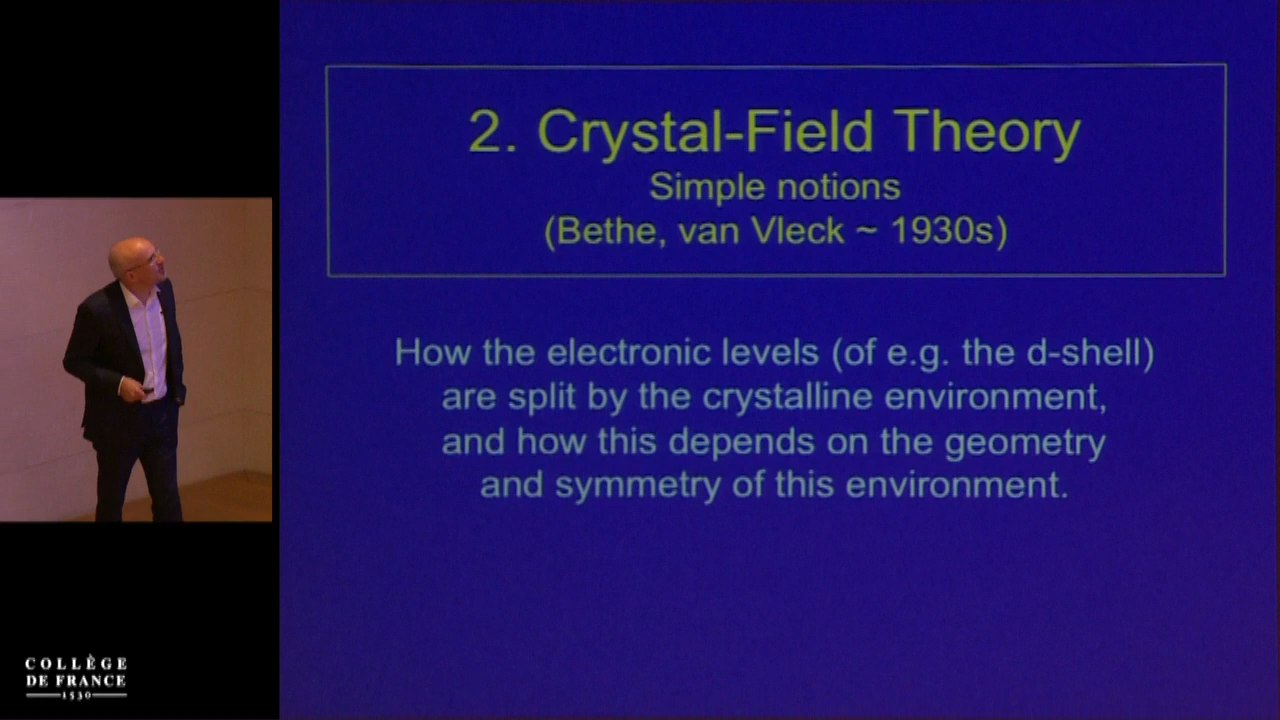 2. Crystal-Field Theory
Simple notions
(Bethe, van Vleck ~ 1930s)
How the electronic levels (of e.g. the d-shell)
are split by the crystalline environment,
and how this depends on the geometry
and symmetry of this environment.
COLLÈGE
DE FRANCE
1530